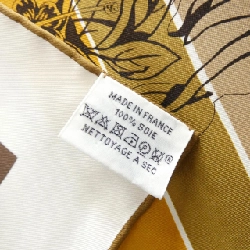 MADE IN FRANCE
100% SOIE
NETTOYAGE A SEC